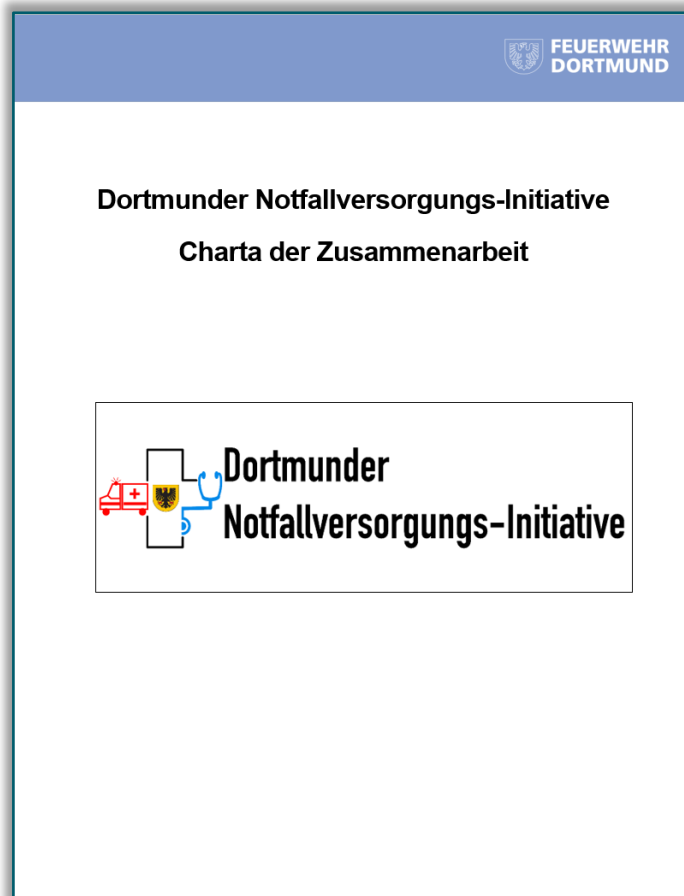 FEUERWEHR
DORTMUND
Dortmunder Notfallversorgungs-Initiative
Charta der Zusammenarbeit
Dortmunder
Notfallversorgungs-Initiative